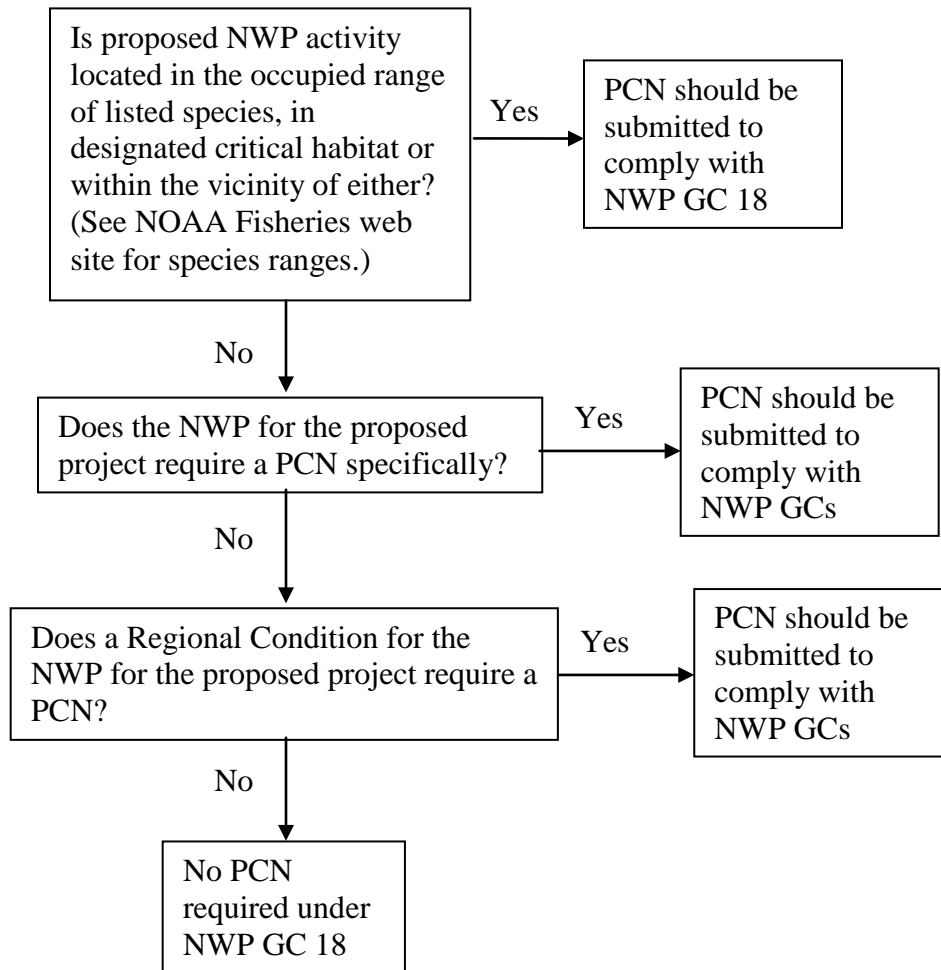 Is proposed NWP activity
located in the occupied range
of listed species, in
designated critical habitat or
within the vicinity of either?
(See NOAA Fisheries web
site for species ranges.)
Yes
PCN should be
submitted to
comply with
NWP GC 18
No
Does the NWP for the proposed
project require a PCN specifically?
Yes
PCN should be
submitted to
comply with
NWP GCs
No
Does a Regional Condition for the
NWP for the proposed project require a
PCN?
Yes
PCN should be
submitted to
comply with
NWP GCs
No
No PCN
required under
NWP GC 18